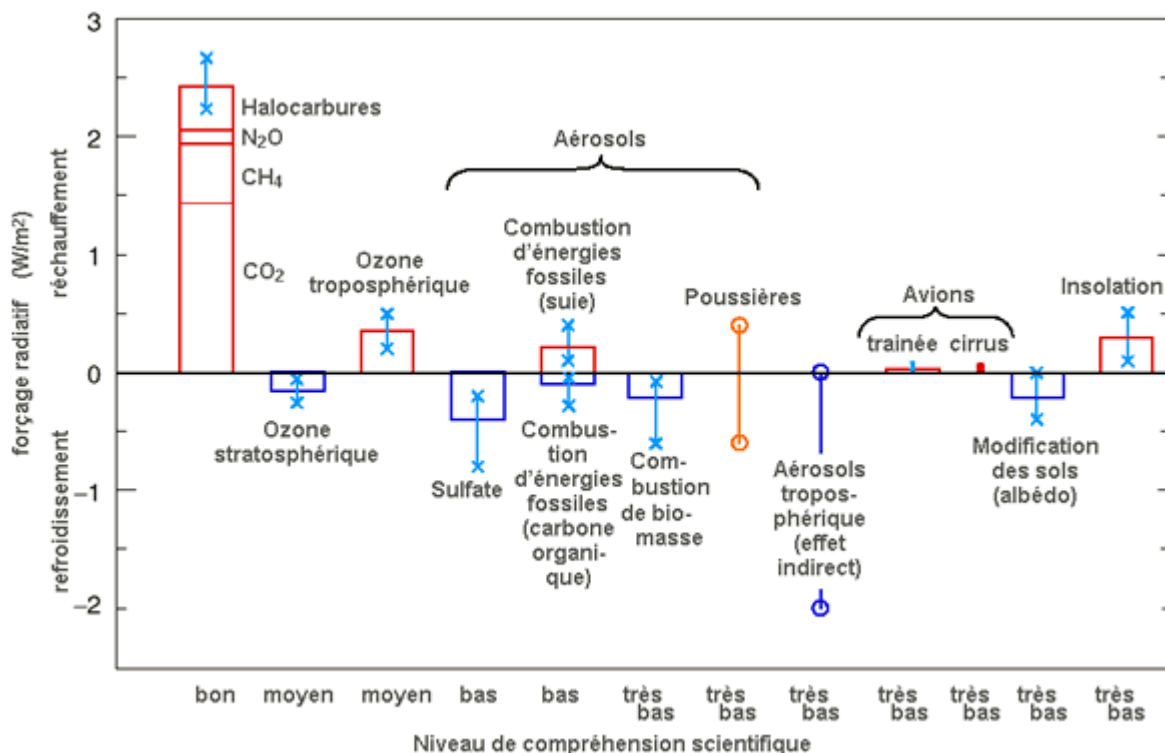 forçage radiatif (W/m²)
réchauffement
refroidissement
3
2
1
0
−1
−2
Halocarbures
N₂O
CH₄
CO₂
Ozone
stratosphérique
Ozone
troposphérique
Aérosols
Sulfate
Combustion
d'énergies
fossiles
(suie)
Combus-
tion
d'énergies
fossiles
(carbone
organi-
que)
Com-
bustion
de bio-
masse
Poussières
Aérosols
tropos-
phérique
(effet
indirect)
Avions
trainée cirrus
Modification
des sols
(albédo)
Insolation
bon
moyen
moyen
bas
bas
très
bas
très
bas
très
bas
très
bas
très
bas
très
bas
très
bas
Niveau de compréhension scientifique